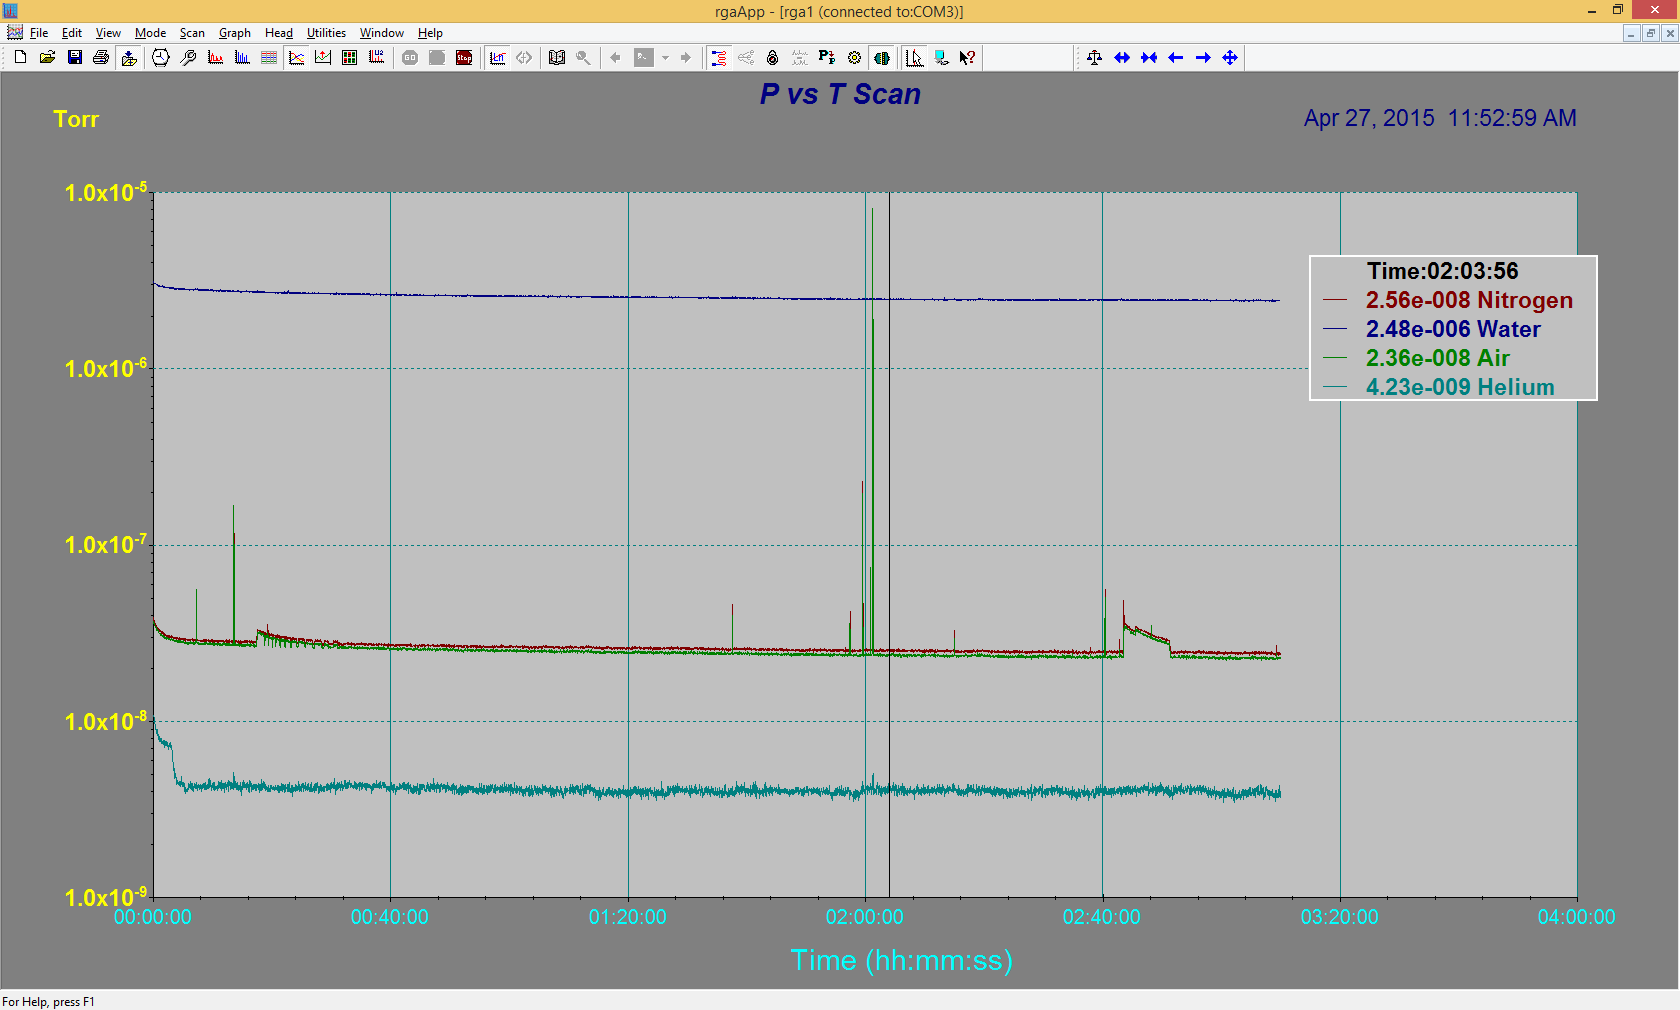 rgaApp - [rga1 (connected to:COM3)]
File Edit View Mode Scan Graph Head Utilities Window Help
GO Stop
P vs T Scan
Torr
Apr 27, 2015 11:52:59 AM
1.0x10-5
1.0x10-6
1.0x10-7
1.0x10-8
1.0x10-9
Time:02:03:56
2.56e-008 Nitrogen
2.48e-006 Water
2.36e-008 Air
4.23e-009 Helium
00:00:00 00:40:00 01:20:00 02:00:00 02:40:00 03:20:00 04:00:00
Time (hh:mm:ss)
For Help, press F1